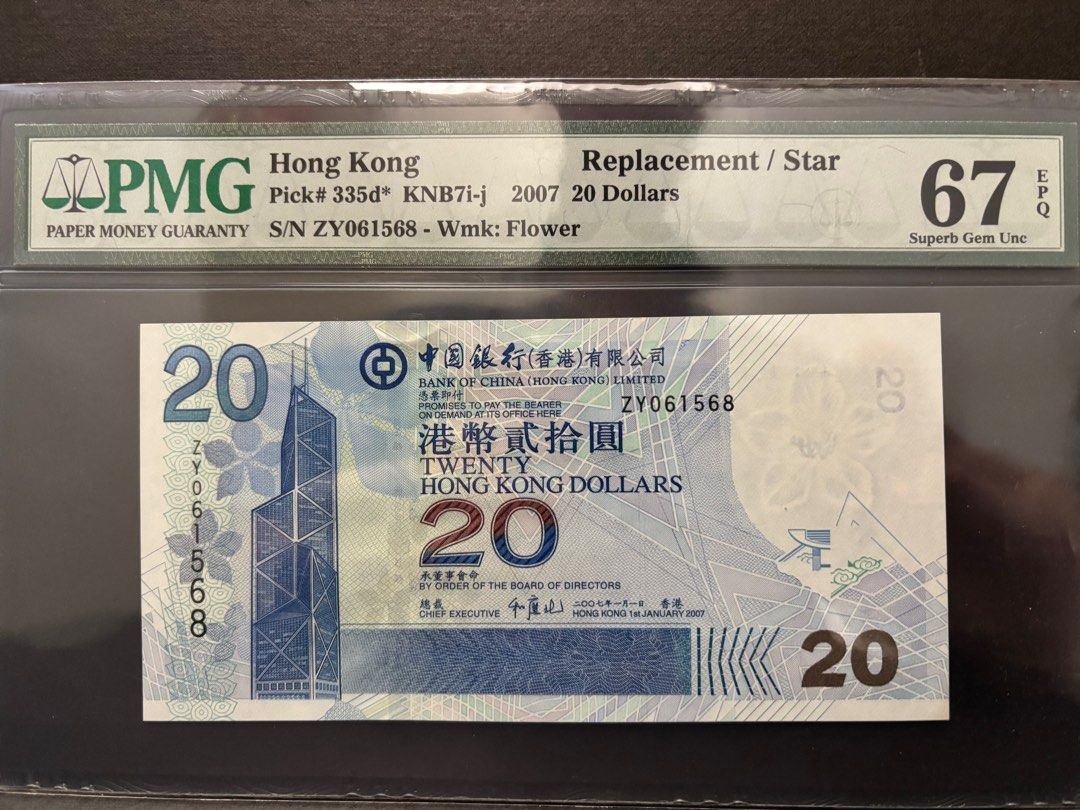 PMG
PAPER MONEY GUARANTY
Hong Kong Replacement / Star
Pick# 335d* KNB7i-j 2007 20 Dollars
S/N ZY061568 - Wmk: Flower
67
EPQ
Superb Gem Unc
20
中國銀行(香港)有限公司
BANK OF CHINA (HONG KONG) LIMITED
憑票即付
PROMISES TO PAY THE BEARER
ON DEMAND AT ITS OFFICE HERE
ZY061568
港幣貳拾圓
TWENTY
HONG KONG DOLLARS
20
承董事會命
BY ORDER OF THE BOARD OF DIRECTORS
總裁
CHIEF EXECUTIVE
二〇〇七年一月一日 香港
HONG KONG 1st JANUARY 2007
ZY061568
20
20